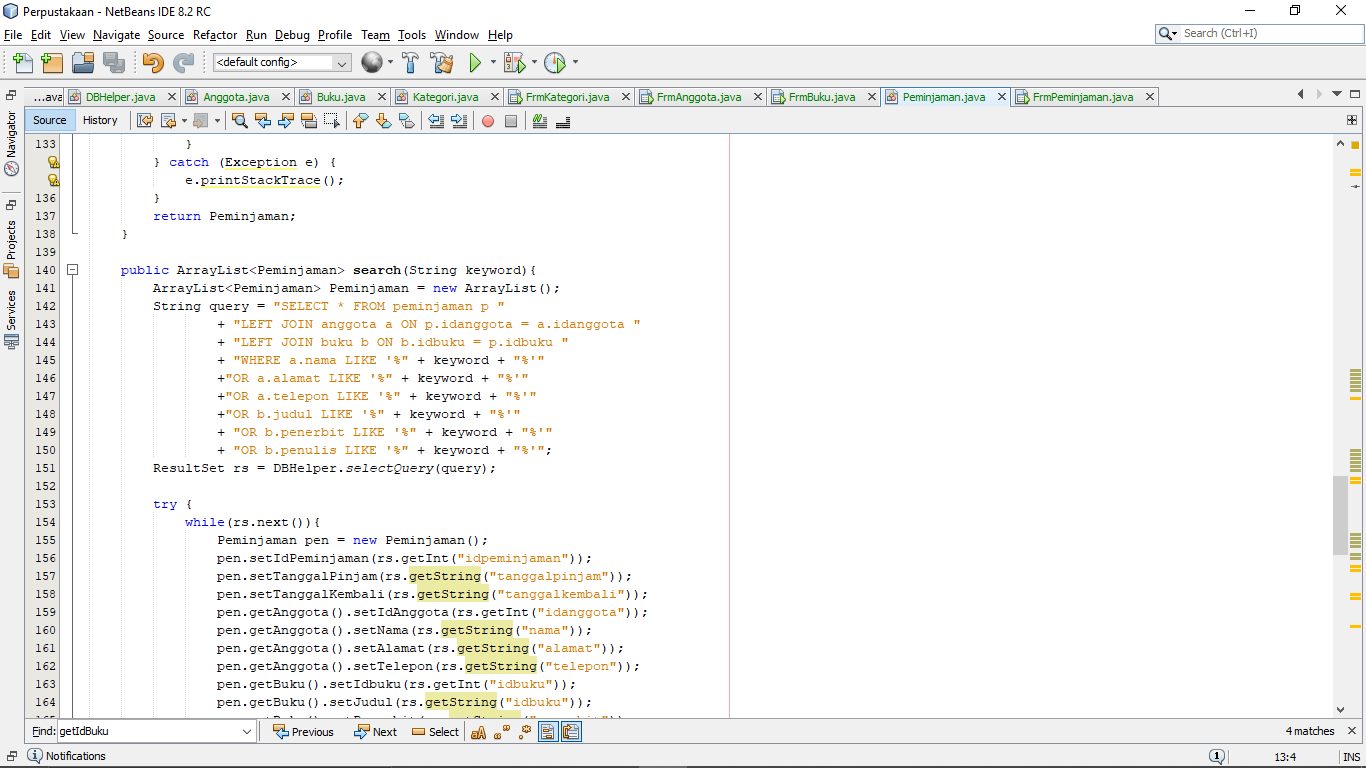 Perpustakaan - NetBeans IDE 8.2 RC
File Edit View Navigate Source Refactor Run Debug Profile Team Tools Window Help
Search (Ctrl+I)
<default config>
...ava DBHelper.java Anggota.java Buku.java Kategori.java FrmKategori.java FrmAnggota.java FrmBuku.java Peminjaman.java FrmPeminjaman.java
Source History
Navigator
Projects
Services
133 }
} catch (Exception e) {
e.printStackTrace();
136 }
137 return Peminjaman;
138 }
139
140 public ArrayList<Peminjaman> search(String keyword){
141 ArrayList<Peminjaman> Peminjaman = new ArrayList();
142 String query = "SELECT * FROM peminjaman p "
143 + "LEFT JOIN anggota a ON p.idanggota = a.idanggota "
144 + "LEFT JOIN buku b ON b.idbuku = p.idbuku "
145 + "WHERE a.nama LIKE '%" + keyword + "%'"
146 +"OR a.alamat LIKE '%" + keyword + "%'"
147 +"OR a.telepon LIKE '%" + keyword + "%'"
148 +"OR b.judul LIKE '%" + keyword + "%'"
149 + "OR b.penerbit LIKE '%" + keyword + "%'"
150 + "OR b.penulis LIKE '%" + keyword + "%'";
151 ResultSet rs = DBHelper.selectQuery(query);
152
153 try {
154 while(rs.next()){
155 Peminjaman pen = new Peminjaman();
156 pen.setIdPeminjaman(rs.getInt("idpeminjaman"));
157 pen.setTanggalPinjam(rs.getString("tanggalpinjam"));
158 pen.setTanggalKembali(rs.getString("tanggalkembali"));
159 pen.getAnggota().setIdAnggota(rs.getInt("idanggota"));
160 pen.getAnggota().setNama(rs.getString("nama"));
161 pen.getAnggota().setAlamat(rs.getString("alamat"));
162 pen.getAnggota().setTelepon(rs.getString("telepon"));
163 pen.getBuku().setIdbuku(rs.getInt("idbuku"));
164 pen.getBuku().setJudul(rs.getString("idbuku"));
Find: getIdBuku Previous Next Select aA 4 matches
Notifications 1 13:4 INS